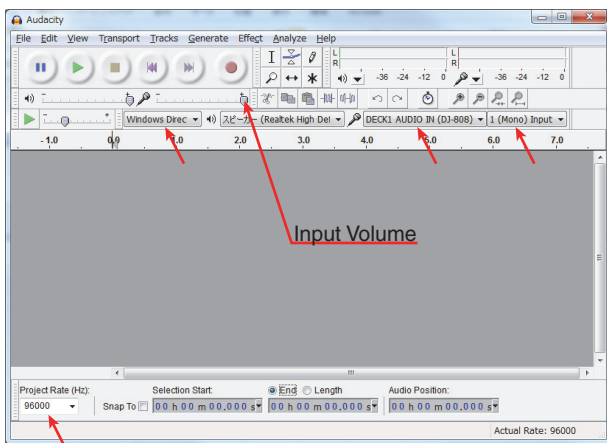 Audacity
File Edit View Transport Tracks Generate Effect Analyze Help
L
R
-36 -24 -12 0
L
R
-36 -24 -12 0
Windows Direc スピーカー (Realtek High Del DECK1 AUDIO IN (DJ-808) 1 (Mono) Input
-1.0 0.0 1.0 2.0 3.0 4.0 5.0 6.0 7.0
Input Volume
Project Rate (Hz): Selection Start: End Length Audio Position:
96000 Snap To 00 h 00 m 00.000 s 00 h 00 m 00.000 s 00 h 00 m 00.000 s
Actual Rate: 96000